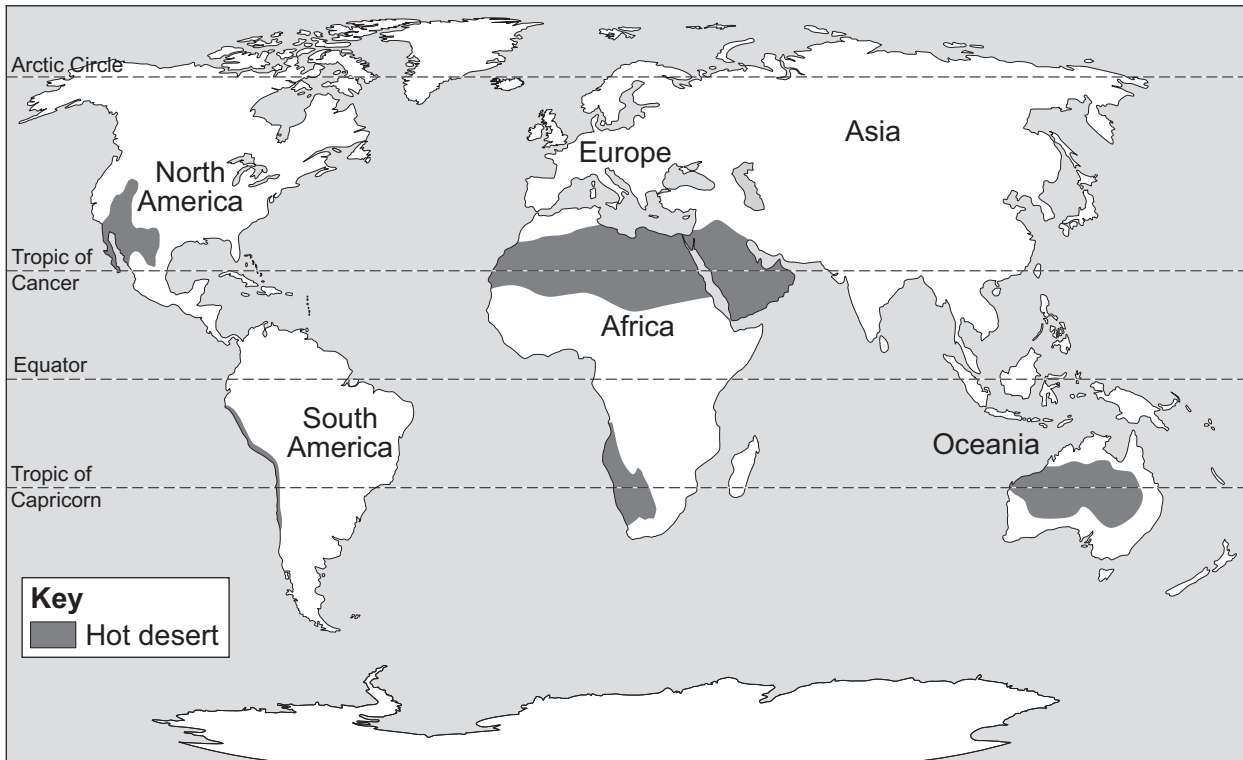 Arctic Circle
Asia
Europe
North
America
Tropic of
Cancer
Africa
Equator
South
America
Oceania
Tropic of
Capricorn
Key
Hot desert